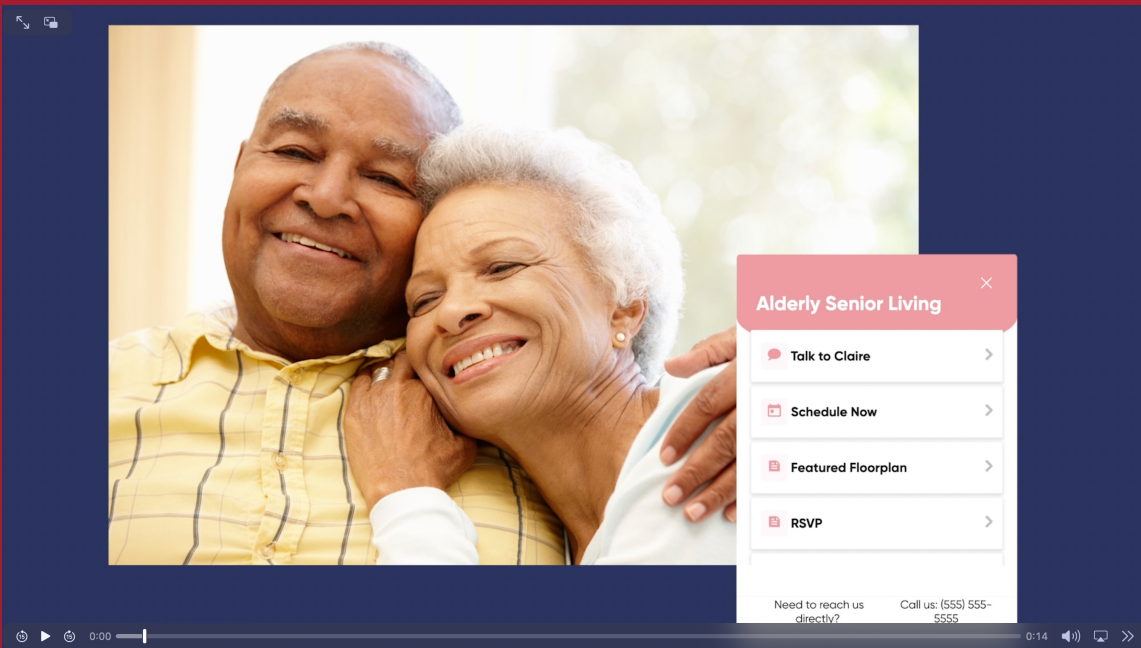 Alderly Senior Living
Talk to Claire
Schedule Now
Featured Floorplan
RSVP
Need to reach us
directly?
Call us: (555) 555-
5555
0:00
0:14